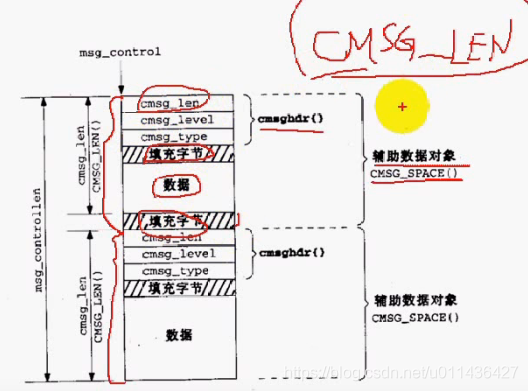 CMSG_LEN
msg_control
cmsg_len
cmsg_level
cmsg_type
填充字节
数据
填充字节
cmsghdr{}
cmsg_len
CMSG_LEN()
辅助数据对象
CMSG_SPACE()
msg_controllen
cmsg_len
cmsg_level
cmsg_type
填充字节
数据
cmsghdr{}
cmsg_len
CMSG_LEN()
辅助数据对象
CMSG_SPACE()
https://blog.csdn.net/u011436427